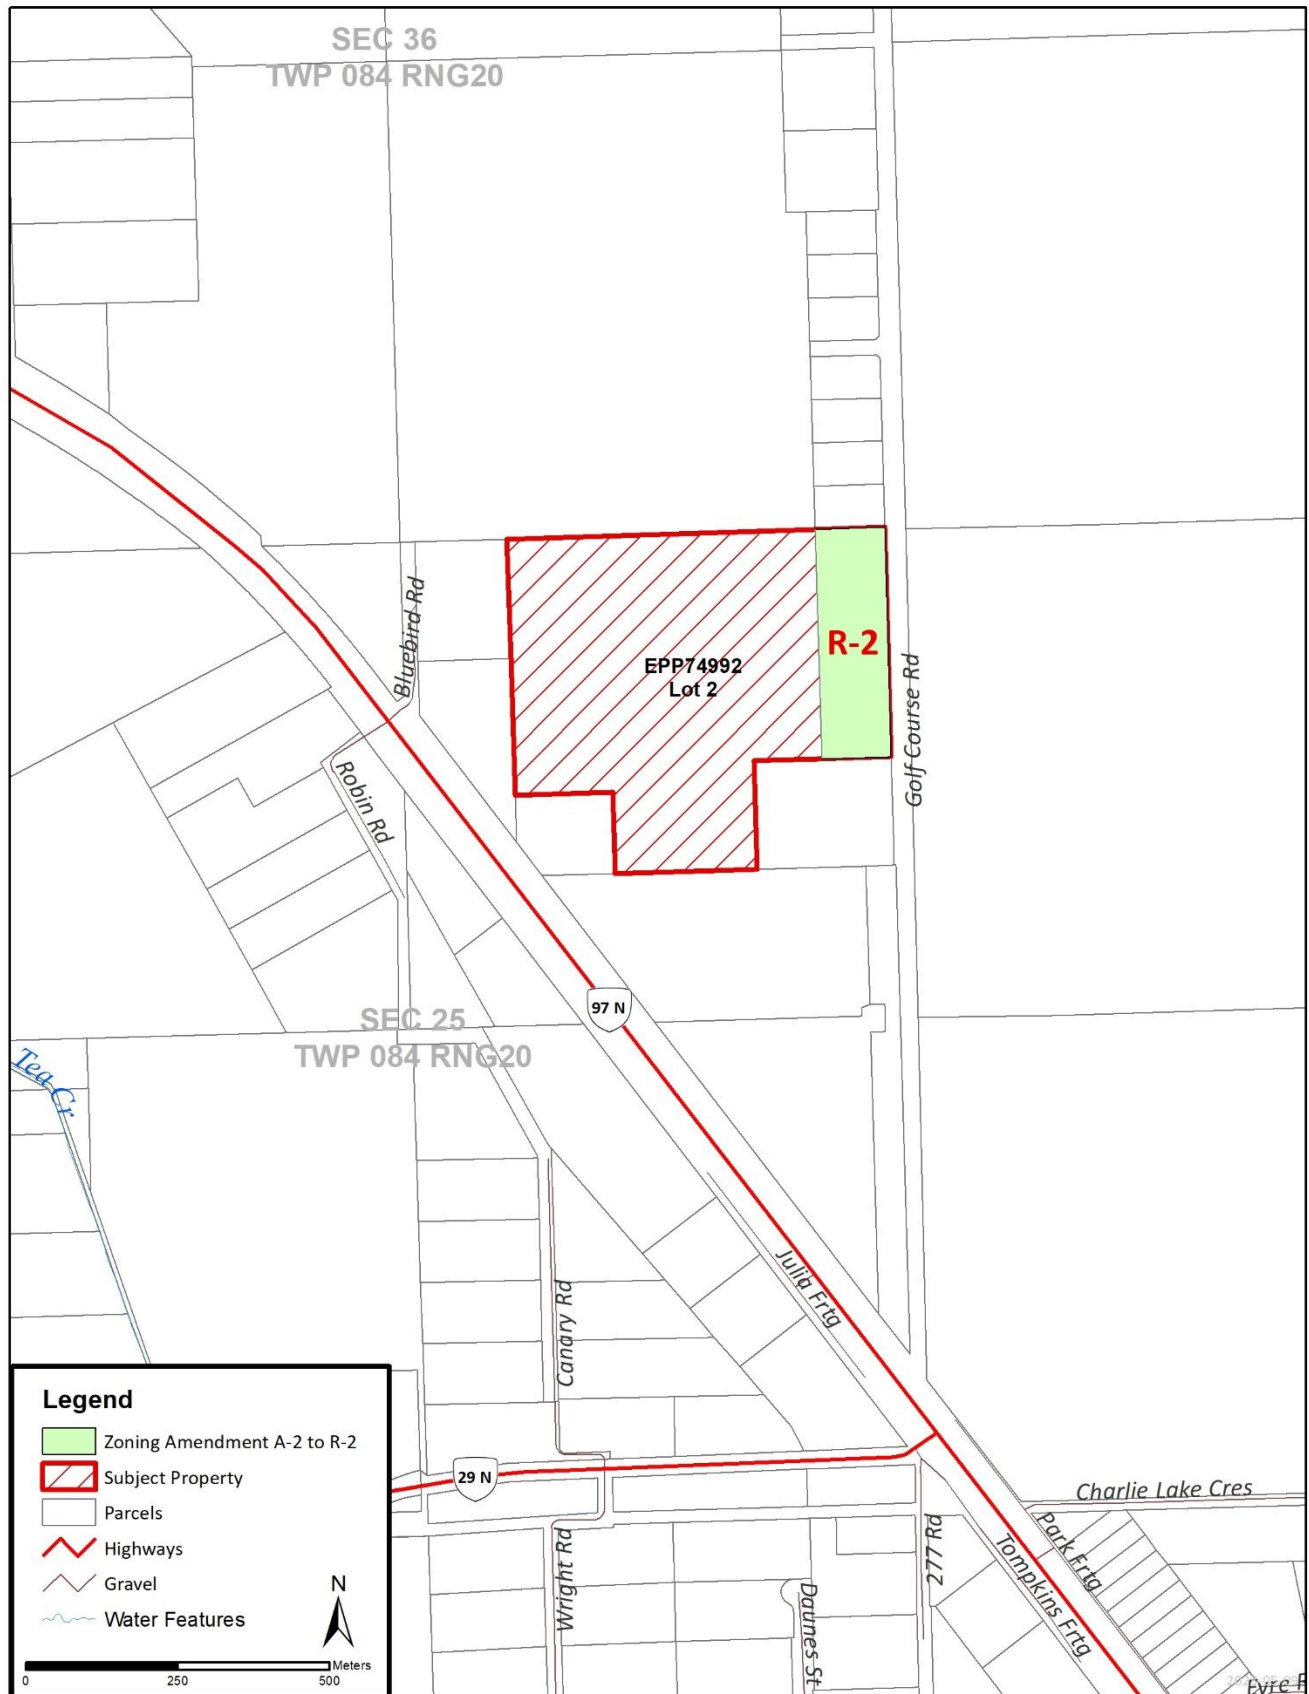 SEC 36
TWP 084 RNG20
Bluebird Rd
R-2
EPP74992
Lot 2
Golf Course Rd
Robin Rd
97 N
SEC 25
TWP 084 RNG20
Tea Cr
Julia Frtg
Canary Rd
29 N
Charlie Lake Cres
Park Frtg
277 Rd
Tompkins Frtg
Wright Rd
Daunes St
Legend
Zoning Amendment A-2 to R-2
Subject Property
Parcels
Highways
Gravel
Water Features
N
Meters
0 250 500
Eyre